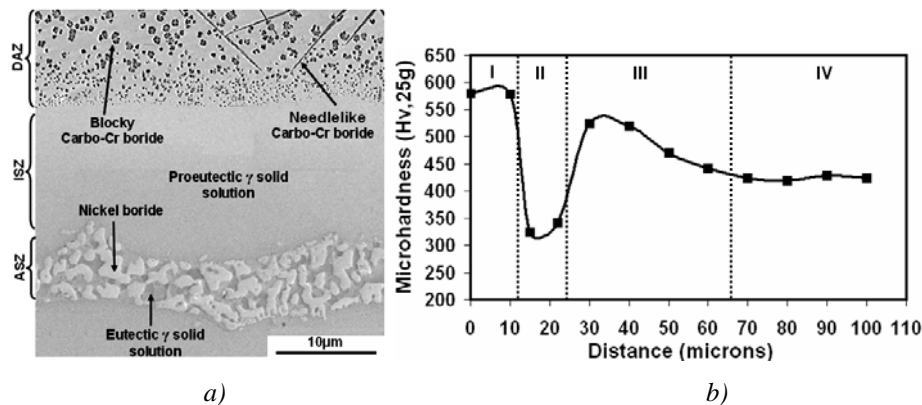 DAZ
Blocky
Carbo-Cr boride
Needlelike
Carbo-Cr boride
ISZ
Proeutectic γ solid
solution
Nickel boride
ASZ
Eutectic γ solid
solution
10μm
a)
Microhardness (Hv,25g)
650
600
550
500
450
400
350
300
250
200
I
II
III
IV
0 10 20 30 40 50 60 70 80 90 100 110
Distance (microns)
b)